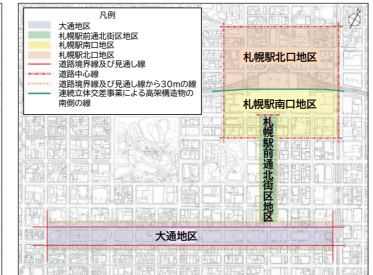 凡例
大通地区
札幌駅前通北街区地区
札幌駅南口地区
札幌駅北口地区
道路境界線及び見通し線
道路中心線
道路境界線及び見通し線から30mの線
連続立体交差事業による高架構造物の
南側の線
札幌駅北口地区
札幌駅南口地区
札幌駅前通北街区地区
大通地区